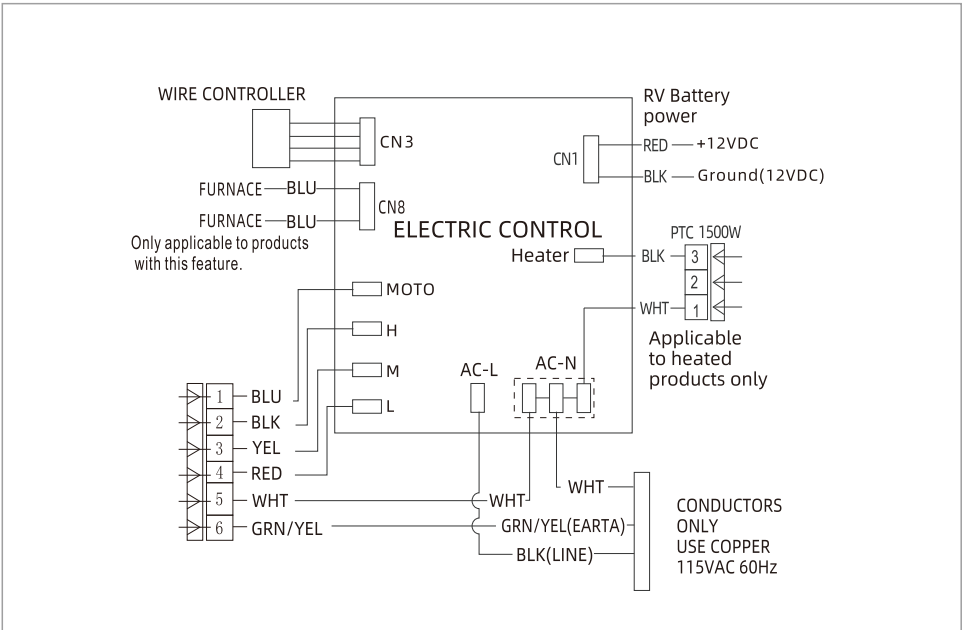 WIRE CONTROLLER
CN3
FURNACE BLU
FURNACE BLU
CN8
Only applicable to products
with this feature.
ELECTRIC CONTROL
RV Battery
power
CN1
RED +12VDC
BLK Ground(12VDC)
PTC 1500W
Heater BLK 3
2
WHT 1
Applicable
to heated
products only
MOTO
H
M
L
AC-L
AC-N
1 BLU
2 BLK
3 YEL
4 RED
5 WHT WHT
6 GRN/YEL GRN/YEL(EARTA)
WHT
BLK(LINE)
CONDUCTORS
ONLY
USE COPPER
115VAC 60Hz